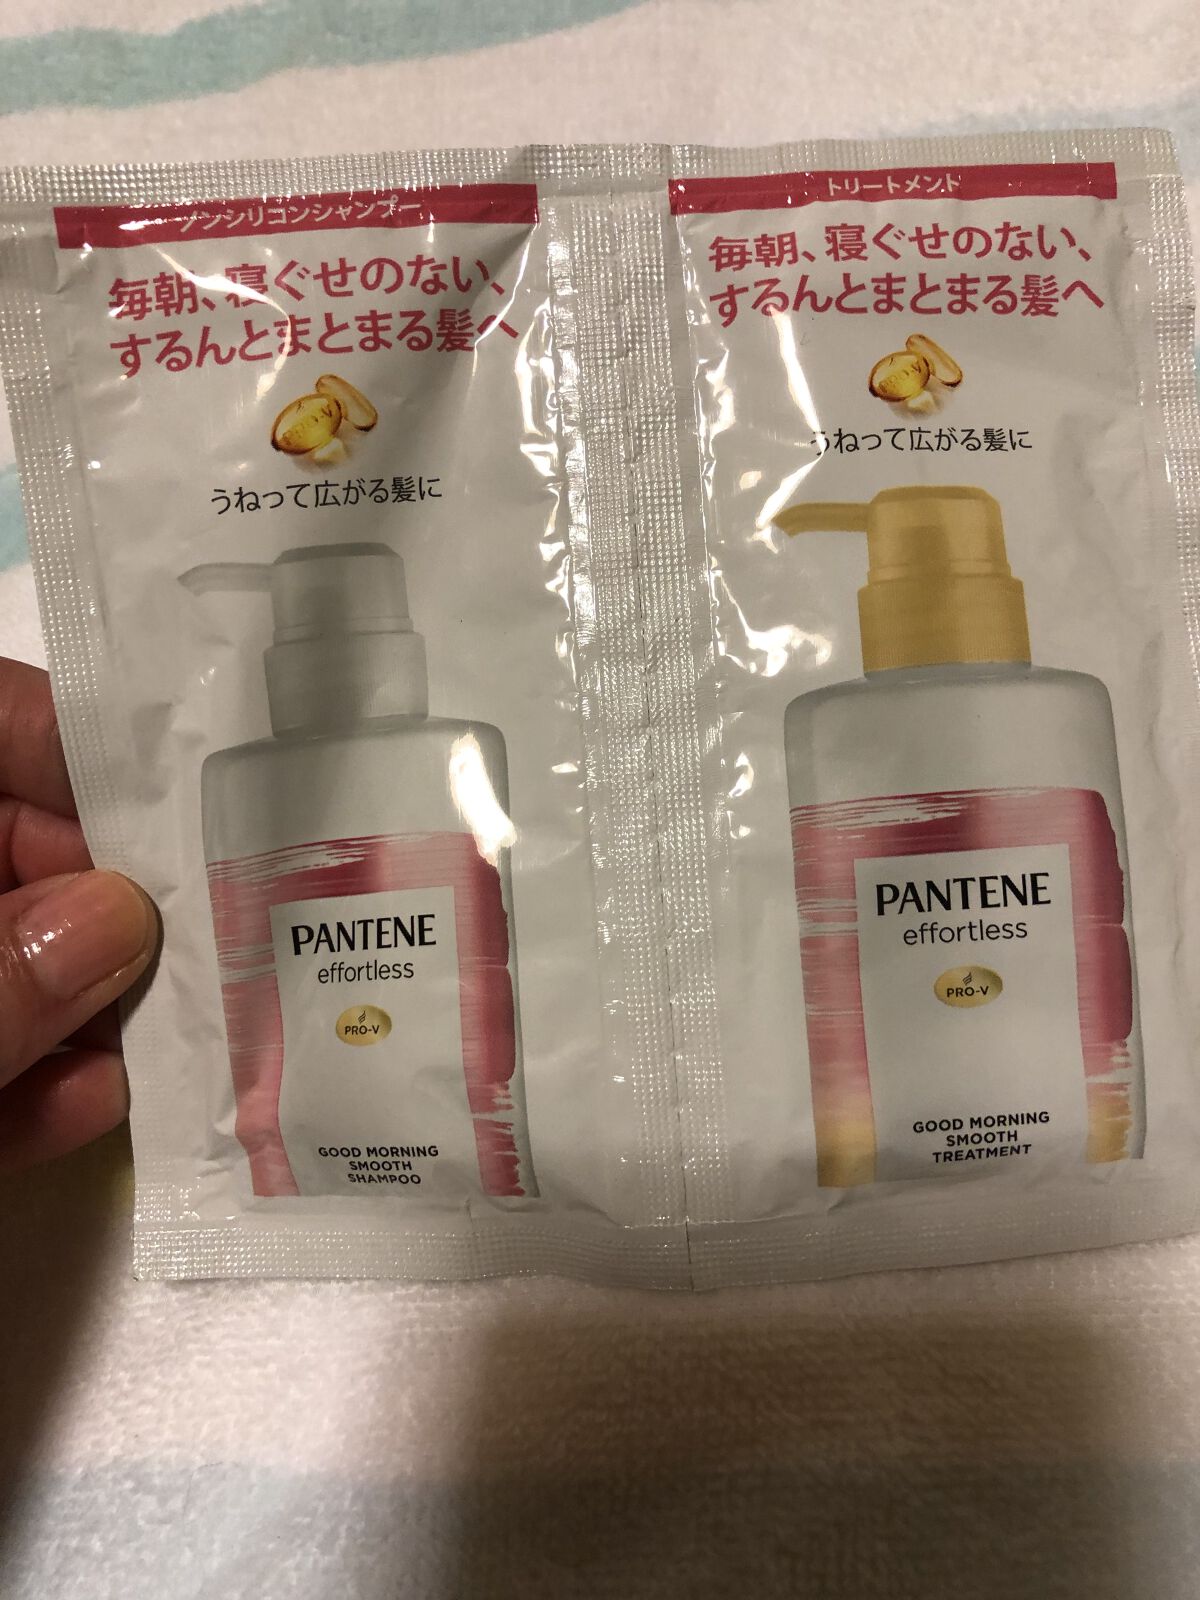 ノンシリコンシャンプー
毎朝、寝ぐせのない、
するんとまとまる髪へ
PRO-V
うねって広がる髪に
PANTENE
effortless
PRO-V
GOOD MORNING
SMOOTH
SHAMPOO
トリートメント
毎朝、寝ぐせのない、
するんとまとまる髪へ
PRO-V
うねって広がる髪に
PANTENE
effortless
PRO-V
GOOD MORNING
SMOOTH
TREATMENT